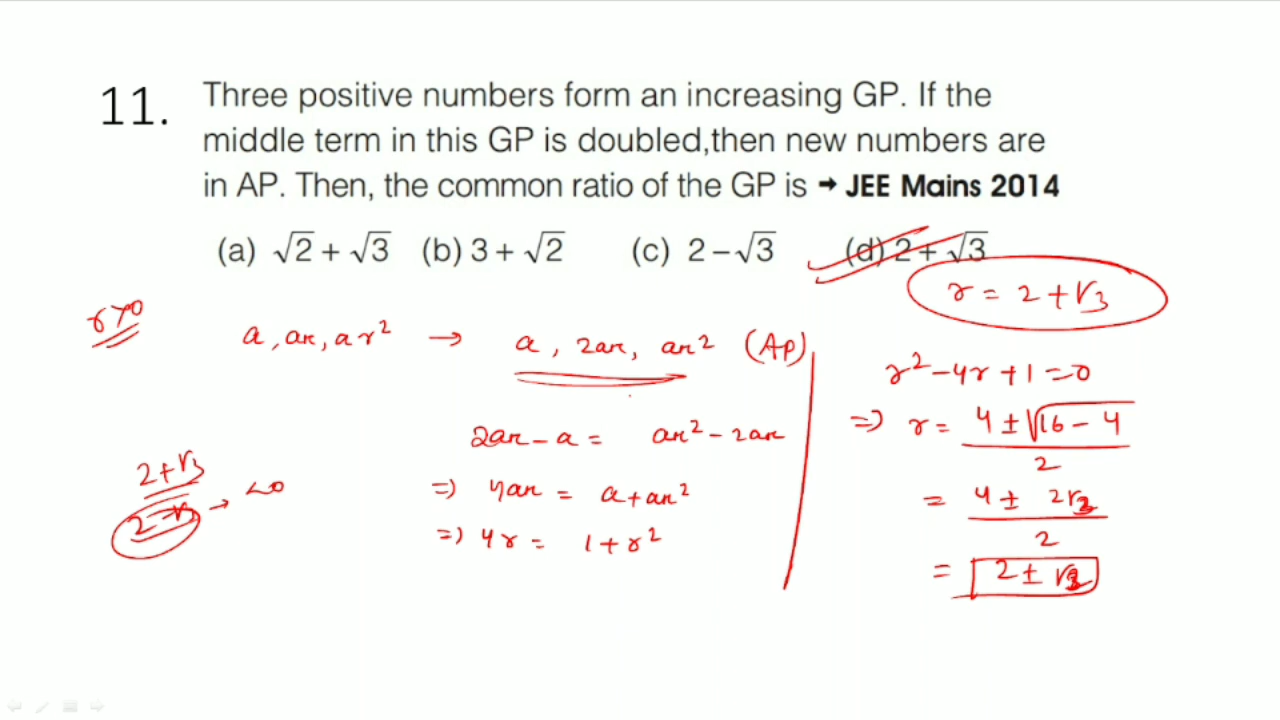 11. Three positive numbers form an increasing GP. If the
middle term in this GP is doubled,then new numbers are
in AP. Then, the common ratio of the GP is → JEE Mains 2014
(a) √2 + √3 (b) 3 + √2 (c) 2 – √3 (d) 2 + √3
r = 2 + √3
r>0
a, ar, ar² → a, 2ar, ar² (AP)
2ar – a = ar² – 2ar
⇒ 4ar = a + ar²
⇒ 4r = 1 + r²
2+√3
→ <0
r² – 4r + 1 = 0
⇒ r = 4 ± √16 – 4
2
= 4 ± 2√3
2
= 2 ± √3